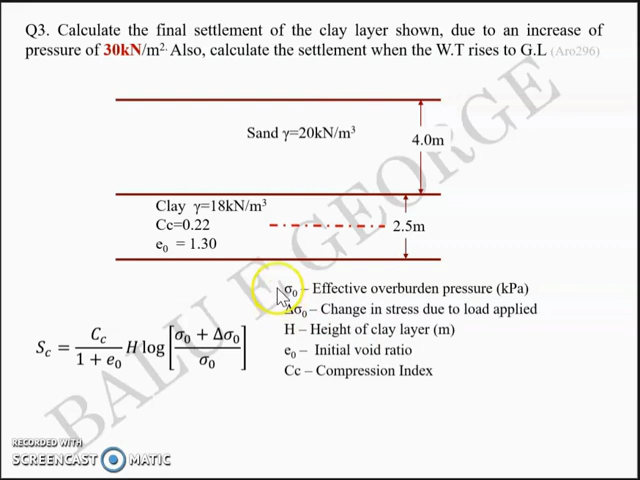 Q3. Calculate the final settlement of the clay layer shown, due to an increase of
pressure of 30kN/m². Also, calculate the settlement when the W.T rises to G.L (Aro296)
Sand γ=20kN/m³
4.0m
Clay γ=18kN/m³
Cc=0.22
2.5m
e₀ = 1.30
σ₀ – Effective overburden pressure (kPa)
Δσ₀ – Change in stress due to load applied
H – Height of clay layer (m)
e₀ – Initial void ratio
Cc – Compression Index
S_c = C_c / (1 + e₀) H log [(σ₀ + Δσ₀) / σ₀]
BALU E GEORGE
RECORDED WITH
SCREENCAST MATIC